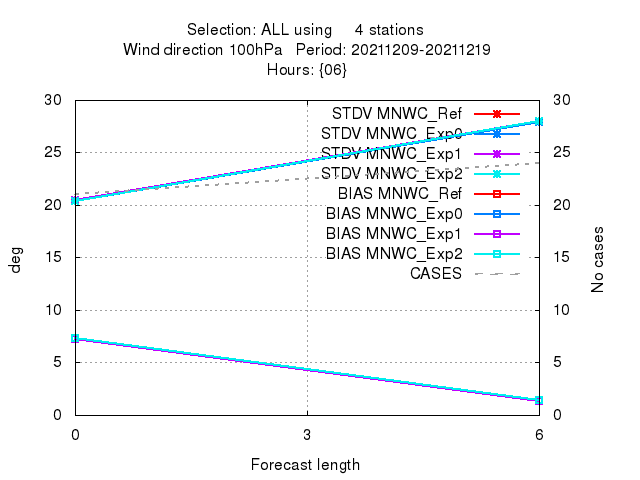 Selection: ALL using     4 stations
Wind direction 100hPa   Period: 20211209-20211219
Hours: {06}
30 30
STDV MNWC_Ref
STDV MNWC_Exp0
25 25
STDV MNWC_Exp1
STDV MNWC_Exp2
BIAS MNWC_Ref
20 20
BIAS MNWC_Exp0
BIAS MNWC_Exp1
BIAS MNWC_Exp2
15 15
deg
No cases
CASES
10 10
5 5
0 0
0 3 6
Forecast length